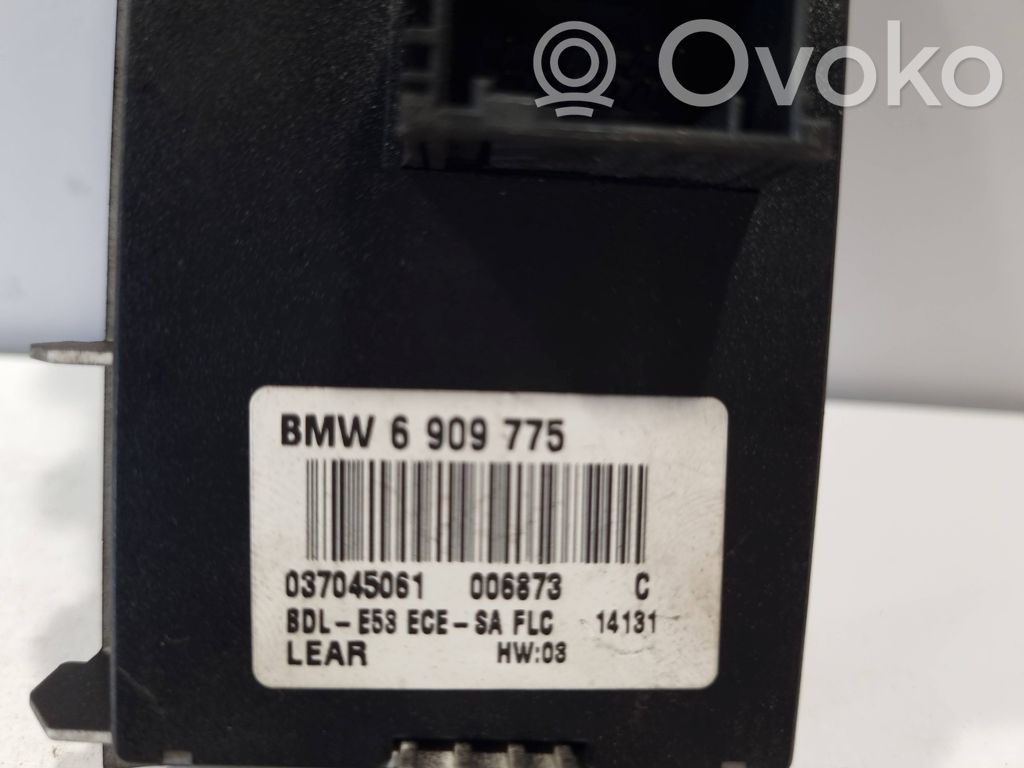 Ovoko
BMW 6 909 775
037045061 006873 C
BDL-E53 ECE-SA FLC 14131
LEAR HW:03